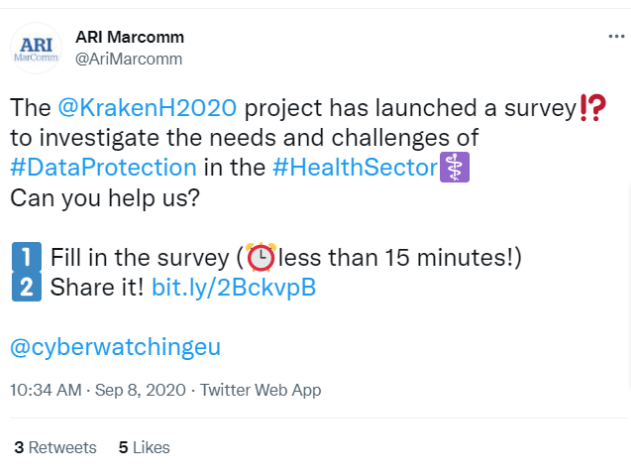 ARI
MarComm
ARI Marcomm
@AriMarcomm
The @KrakenH2020 project has launched a survey⁉️
to investigate the needs and challenges of
#DataProtection in the #HealthSector⚕️
Can you help us?
1️⃣ Fill in the survey (⏰less than 15 minutes!)
2️⃣ Share it! bit.ly/2BckvpB
@cyberwatchingeu
10:34 AM · Sep 8, 2020 · Twitter Web App
3 Retweets 5 Likes